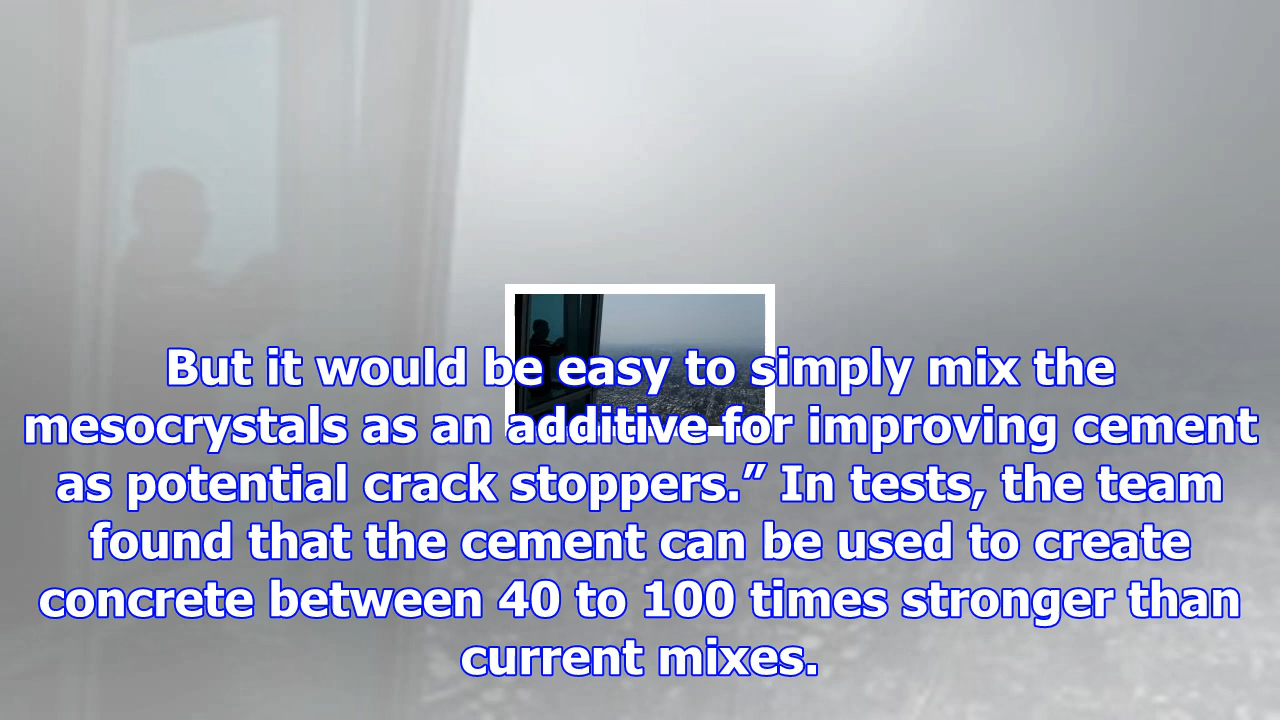 But it would be easy to simply mix the
mesocrystals as an additive for improving cement
as potential crack stoppers.” In tests, the team
found that the cement can be used to create
concrete between 40 to 100 times stronger than
current mixes.